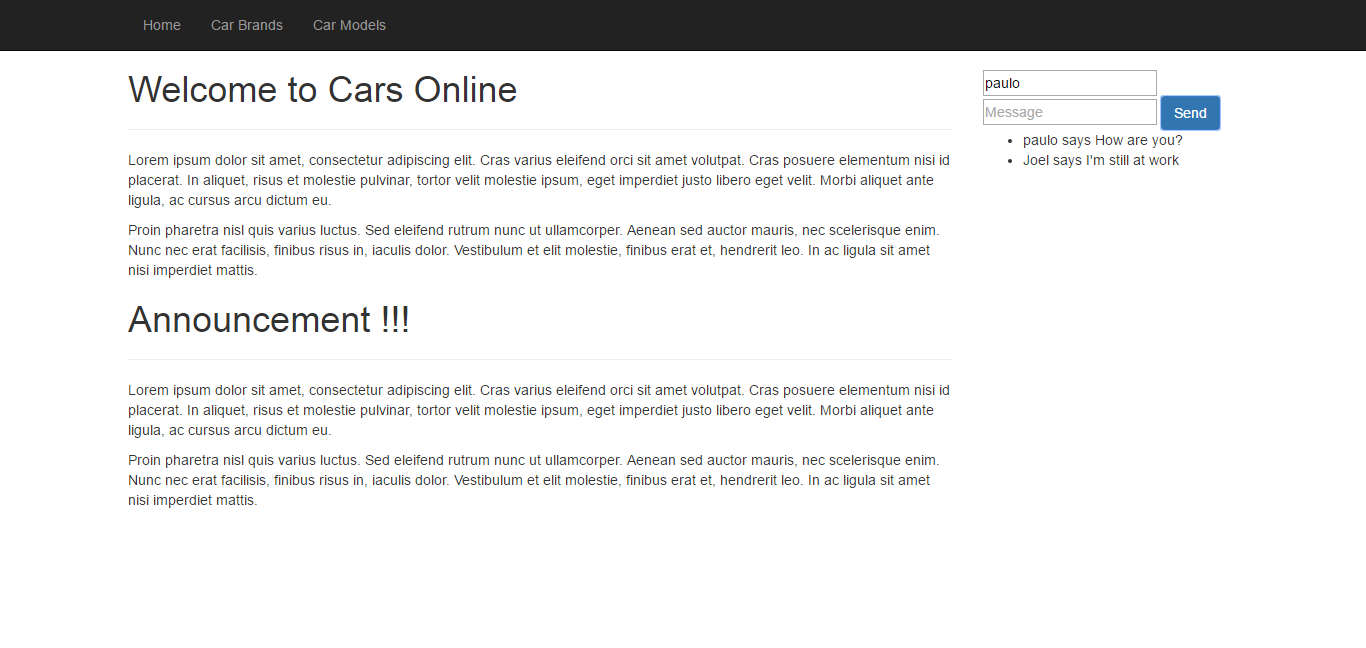 Home Car Brands Car Models
Welcome to Cars Online
Lorem ipsum dolor sit amet, consectetur adipiscing elit. Cras varius eleifend orci sit amet volutpat. Cras posuere elementum nisi id
placerat. In aliquet, risus et molestie pulvinar, tortor velit molestie ipsum, eget imperdiet justo libero eget velit. Morbi aliquet ante
ligula, ac cursus arcu dictum eu.
Proin pharetra nisl quis varius luctus. Sed eleifend rutrum nunc ut ullamcorper. Aenean sed auctor mauris, nec scelerisque enim.
Nunc nec erat facilisis, finibus risus in, iaculis dolor. Vestibulum et elit molestie, finibus erat et, hendrerit leo. In ac ligula sit amet
nisi imperdiet mattis.
Announcement !!!
Lorem ipsum dolor sit amet, consectetur adipiscing elit. Cras varius eleifend orci sit amet volutpat. Cras posuere elementum nisi id
placerat. In aliquet, risus et molestie pulvinar, tortor velit molestie ipsum, eget imperdiet justo libero eget velit. Morbi aliquet ante
ligula, ac cursus arcu dictum eu.
Proin pharetra nisl quis varius luctus. Sed eleifend rutrum nunc ut ullamcorper. Aenean sed auctor mauris, nec scelerisque enim.
Nunc nec erat facilisis, finibus risus in, iaculis dolor. Vestibulum et elit molestie, finibus erat et, hendrerit leo. In ac ligula sit amet
nisi imperdiet mattis.
paulo
Message Send
• paulo says How are you?
• Joel says I'm still at work